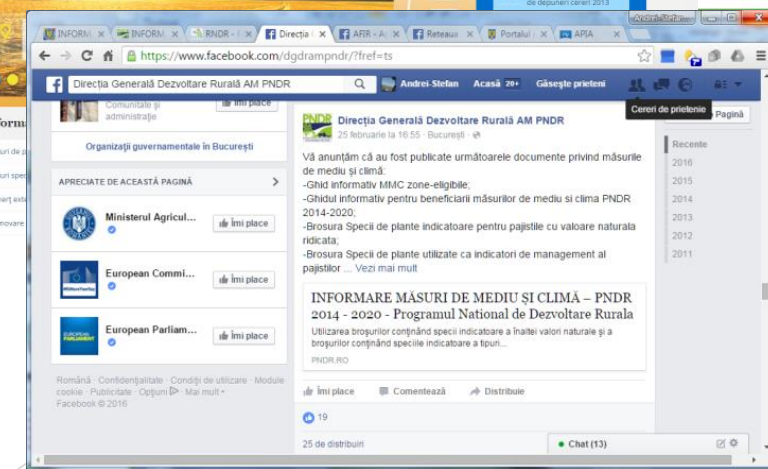 de depuneri cereri 2013
INFORM. RNDR - Direcția AFIR - A Reteaua Portalu APIA
https://www.facebook.com/dgdrampndr/?fref=ts
Direcția Generală Dezvoltare Rurală AM PNDR Andrei-Stefan Acasă 20+ Găsește prieteni
Cereri de prietenie
Pagină
Comunitate și
administrație
Îmi place
Organizații guvernamentale în București
APRECIATE DE ACEASTĂ PAGINĂ
Ministerul Agricul... Îmi place
European Commi... Îmi place
European Parliam... Îmi place
Română · Confidențialitate · Condiții de utilizare · Module
cookie · Publicitate · Opțiuni · Mai mult
Facebook © 2016
PNDR
Direcția Generală Dezvoltare Rurală AM PNDR
25 februarie la 16:55 · București ·
Vă anunțăm că au fost publicate următoarele documente privind măsurile
de mediu și climă:
-Ghid informativ MMC zone-eligibile;
-Ghidul informativ pentru beneficiarii măsurilor de mediu si clima PNDR
2014-2020;
-Brosura Specii de plante indicatoare pentru pajistile cu valoare naturala
ridicata;
-Brosura Specii de plante utilizate ca indicatori de management al
pajistilor ... Vezi mai mult
INFORMARE MĂSURI DE MEDIU ȘI CLIMĂ – PNDR
2014 - 2020 - Programul National de Dezvoltare Rurala
Utilizarea broșurilor conținând specii indicatoare a înaltei valori naturale și a
broșurilor conținând speciile indicatoare a tipuri...
PNDR.RO
Îmi place Comentează Distribuie
19
25 de distribuiri
Recente
2016
2015
2014
2013
2012
2011
Chat (13)